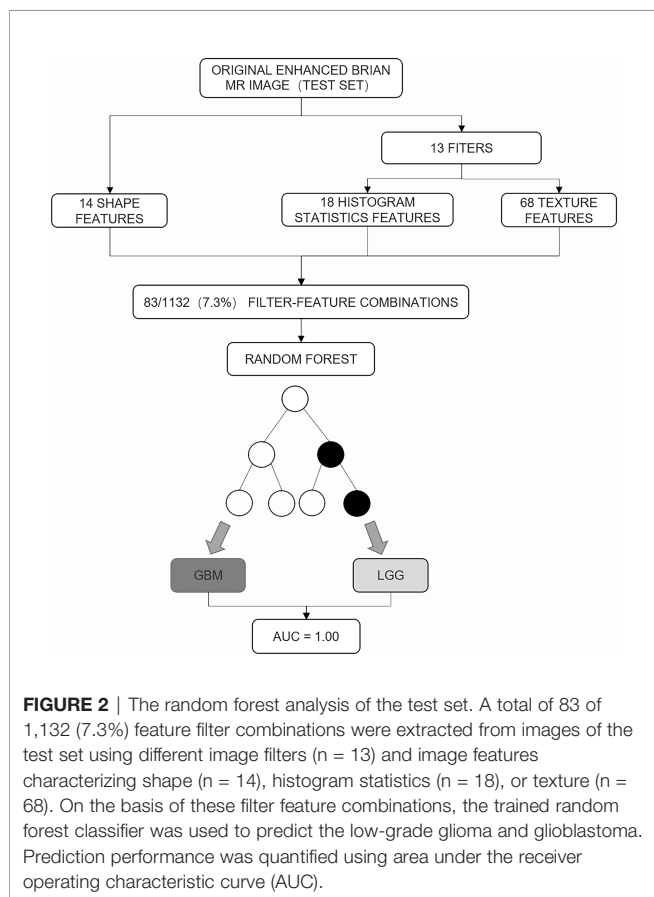 ORIGINAL ENHANCED BRIAN
MR IMAGE（TEST SET）
13 FITERS
14 SHAPE
FEATURES
18 HISTOGRAM
STATISTICS FEATURES
68 TEXTURE
FEATURES
83/1132（7.3%） FILTER-FEATURE COMBINATIONS
RANDOM FOREST
GBM
LGG
AUC = 1.00
FIGURE 2 | The random forest analysis of the test set. A total of 83 of
1,132 (7.3%) feature filter combinations were extracted from images of the
test set using different image filters (n = 13) and image features
characterizing shape (n = 14), histogram statistics (n = 18), or texture (n =
68). On the basis of these filter feature combinations, the trained random
forest classifier was used to predict the low-grade glioma and glioblastoma.
Prediction performance was quantified using area under the receiver
operating characteristic curve (AUC).